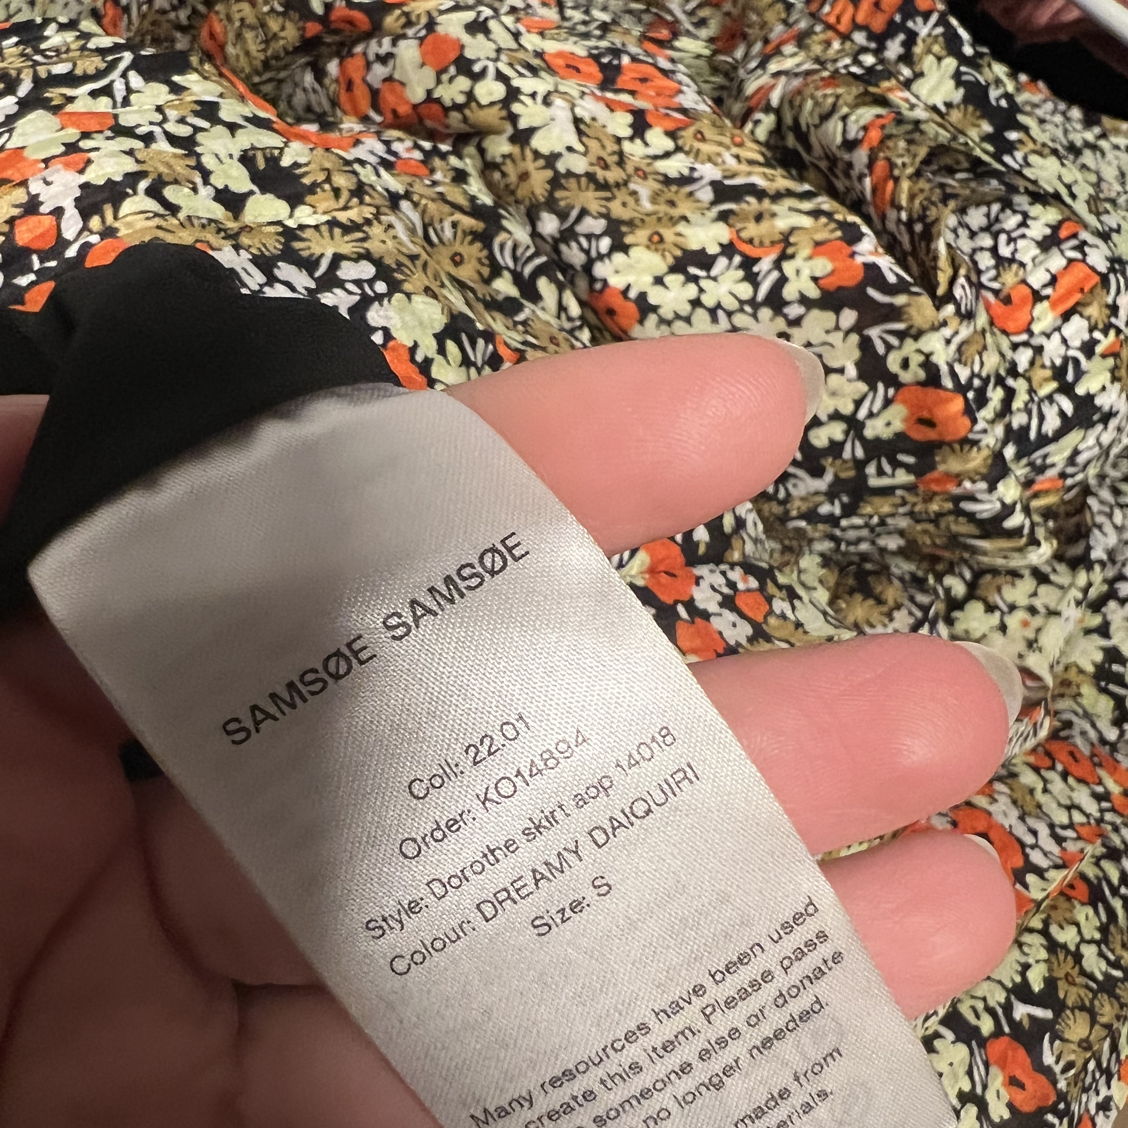 SAMSØE SAMSØE
Coll: 22.01
Order: KO14894
Style: Dorothe skirt aop 14018
Colour: DREAMY DAIQUIRI
Size: S
Many resources have been used
create this item. Please pass
someone else or donate
no longer needed.
made from